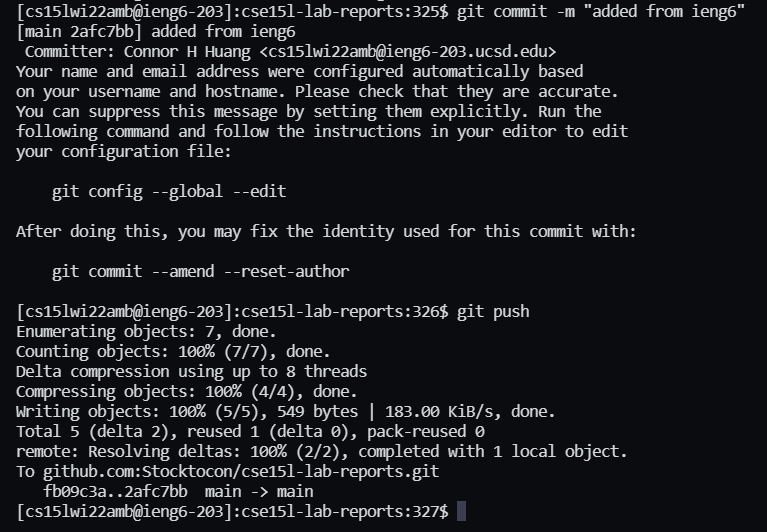 [cs15lwi22amb@ieng6-203]:cse15l-lab-reports:325$ git commit -m "added from ieng6"
[main 2afc7bb] added from ieng6
 Committer: Connor H Huang <cs15lwi22amb@ieng6-203.ucsd.edu>
Your name and email address were configured automatically based
on your username and hostname. Please check that they are accurate.
You can suppress this message by setting them explicitly. Run the
following command and follow the instructions in your editor to edit
your configuration file:
    git config --global --edit
After doing this, you may fix the identity used for this commit with:
    git commit --amend --reset-author
[cs15lwi22amb@ieng6-203]:cse15l-lab-reports:326$ git push
Enumerating objects: 7, done.
Counting objects: 100% (7/7), done.
Delta compression using up to 8 threads
Compressing objects: 100% (4/4), done.
Writing objects: 100% (5/5), 549 bytes | 183.00 KiB/s, done.
Total 5 (delta 2), reused 1 (delta 0), pack-reused 0
remote: Resolving deltas: 100% (2/2), completed with 1 local object.
To github.com:Stocktocon/cse15l-lab-reports.git
   fb09c3a..2afc7bb  main -> main
[cs15lwi22amb@ieng6-203]:cse15l-lab-reports:327$